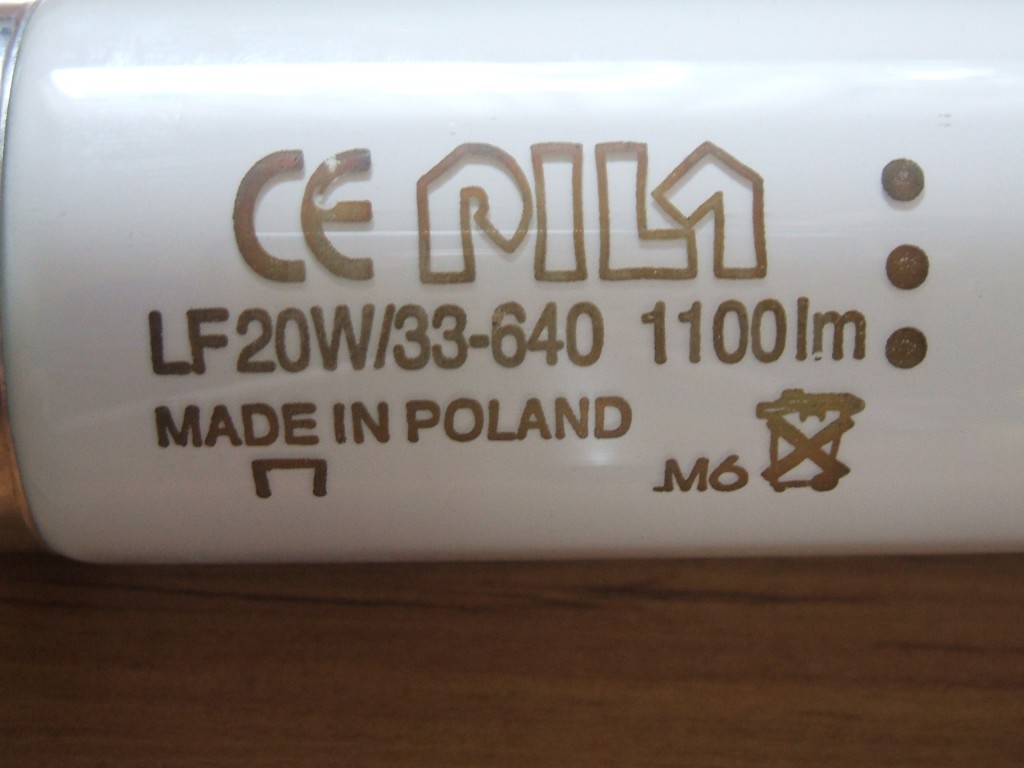 CE PILA
LF20W/33-640 1100lm
MADE IN POLAND
M6